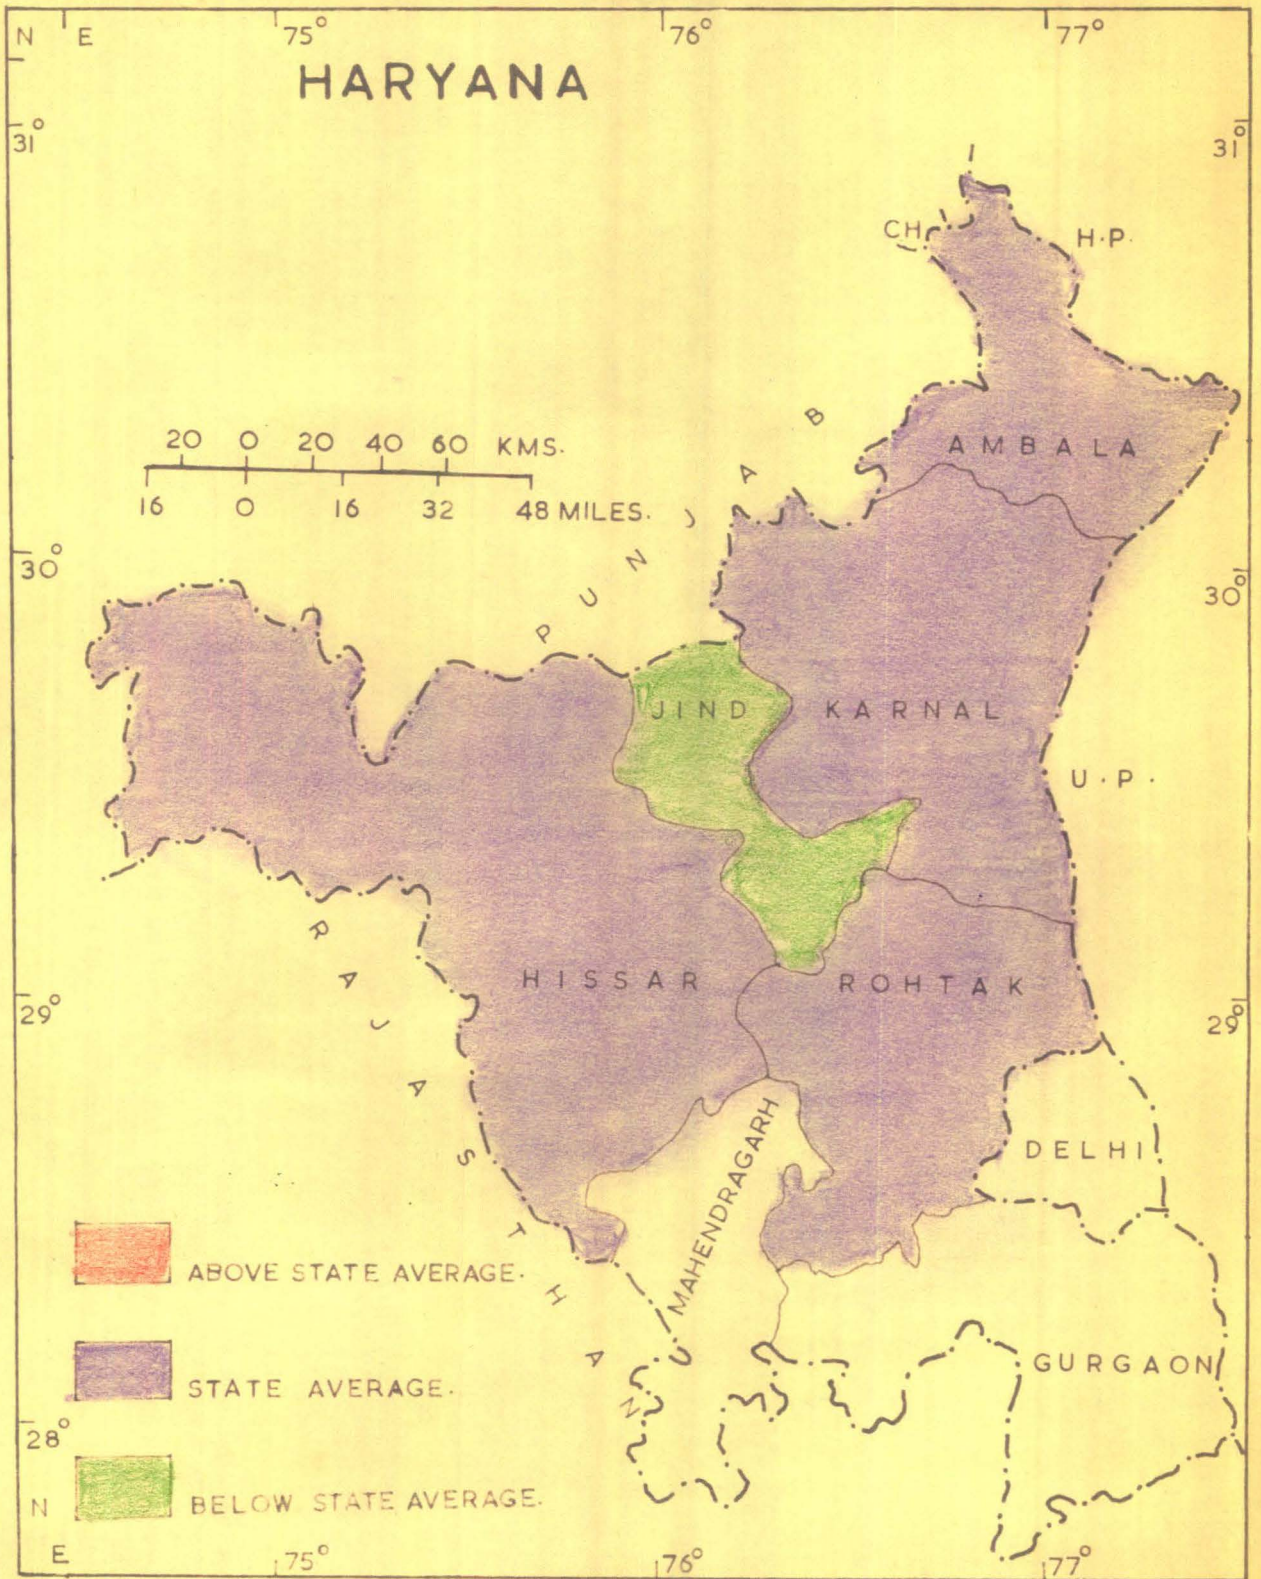 N E 75° 76° 77°
HARYANA
31° 31°
CH. H.P.
PUNJAB
AMBALA
20 0 20 40 60 KMS.
16 0 16 32 48 MILES.
30° 30°
JIND KARNAL
U.P.
RAJASTHAN
HISSAR ROHTAK
29° 29°
DELHI
MAHENDRAGARH
ABOVE STATE AVERAGE.
GURGAON
STATE AVERAGE.
28°
BELOW STATE AVERAGE.
N
E 75° 76° 77°